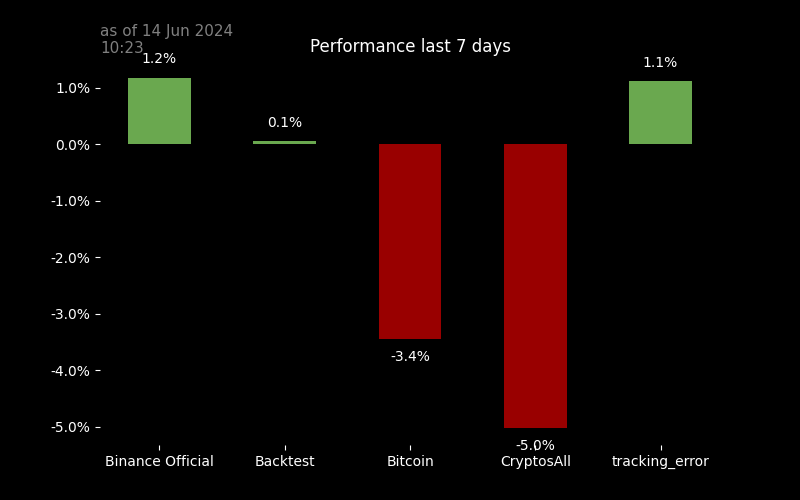 as of 14 Jun 2024
10:23
Performance last 7 days
1.2%
0.1%
-3.4%
-5.0%
1.1%
1.0%
0.0%
-1.0%
-2.0%
-3.0%
-4.0%
-5.0%
Binance Official
Backtest
Bitcoin
CryptosAll
tracking_error